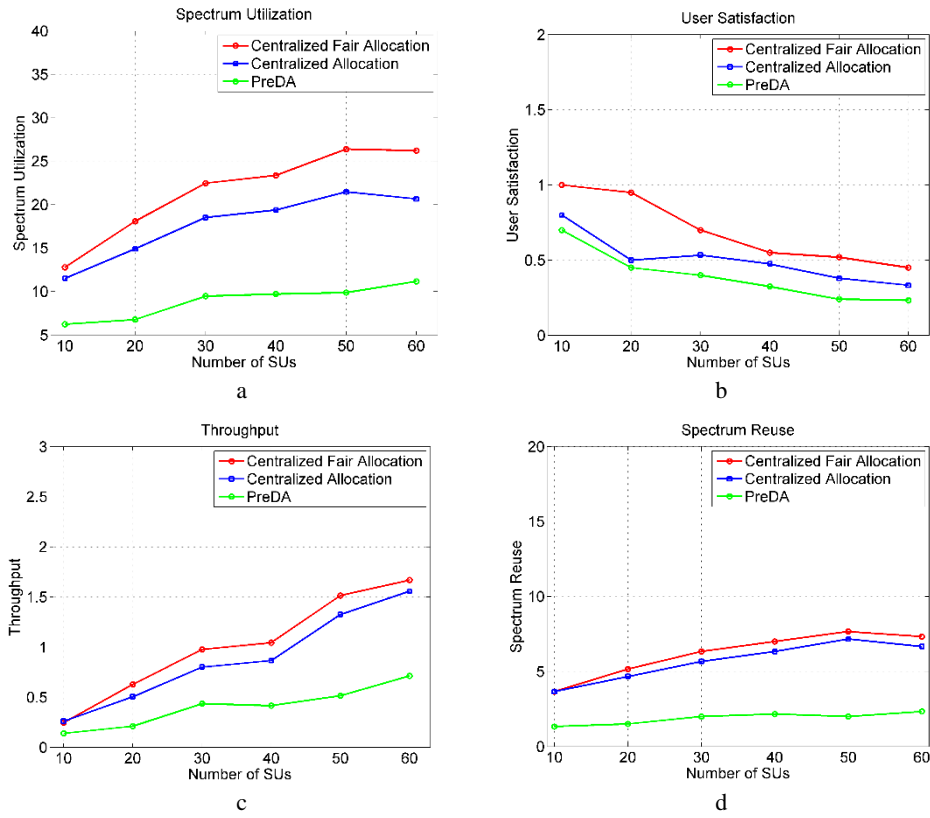 Spectrum Utilization
40
35
30
25
20
15
10
5
Spectrum Utilization
Centralized Fair Allocation
Centralized Allocation
PreDA
10 20 30 40 50 60
Number of SUs
a
User Satisfaction
2
1.5
1
0.5
0
User Satisfaction
Centralized Fair Allocation
Centralized Allocation
PreDA
10 20 30 40 50 60
Number of SUs
b
Throughput
3
2.5
2
1.5
1
0.5
0
Throughput
Centralized Fair Allocation
Centralized Allocation
PreDA
10 20 30 40 50 60
Number of SUs
c
Spectrum Reuse
20
15
10
5
0
Spectrum Reuse
Centralized Fair Allocation
Centralized Allocation
PreDA
10 20 30 40 50 60
Number of SUs
d